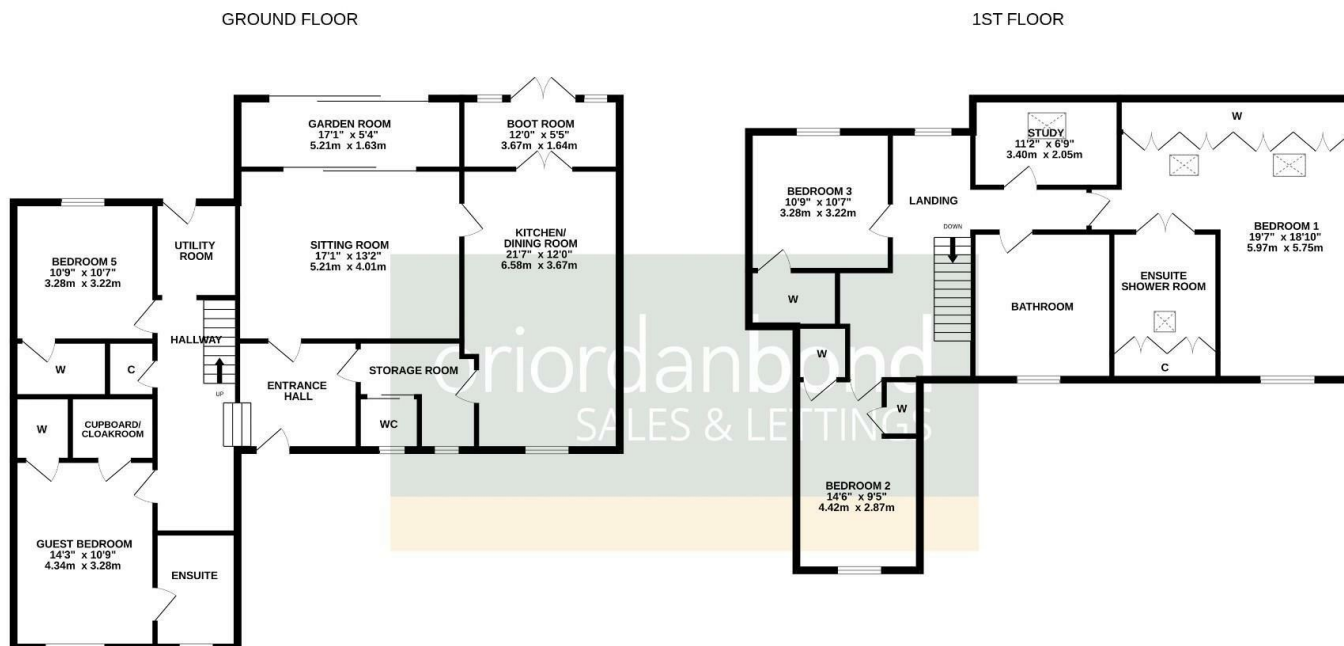 GROUND FLOOR
GARDEN ROOM
17'1" x 5'4"
5.21m x 1.63m
BOOT ROOM
12'0" x 5'5"
3.67m x 1.64m
BEDROOM 5
10'9" x 10'7"
3.28m x 3.22m
UTILITY
ROOM
SITTING ROOM
17'1" x 13'2"
5.21m x 4.01m
KITCHEN/
DINING ROOM
21'7" x 12'0"
6.58m x 3.67m
HALLWAY
UP
W
C
ENTRANCE
HALL
STORAGE ROOM
WC
W
CUPBOARD/
CLOAKROOM
GUEST BEDROOM
14'3" x 10'9"
4.34m x 3.28m
ENSUITE
1ST FLOOR
STUDY
11'2" x 6'9"
3.40m x 2.05m
W
BEDROOM 3
10'9" x 10'7"
3.28m x 3.22m
LANDING
DOWN
BEDROOM 1
19'7" x 18'10"
5.97m x 5.75m
ENSUITE
SHOWER ROOM
BATHROOM
W
W
C
W
BEDROOM 2
14'6" x 9'5"
4.42m x 2.87m
oriordanbond
SALES & LETTINGS